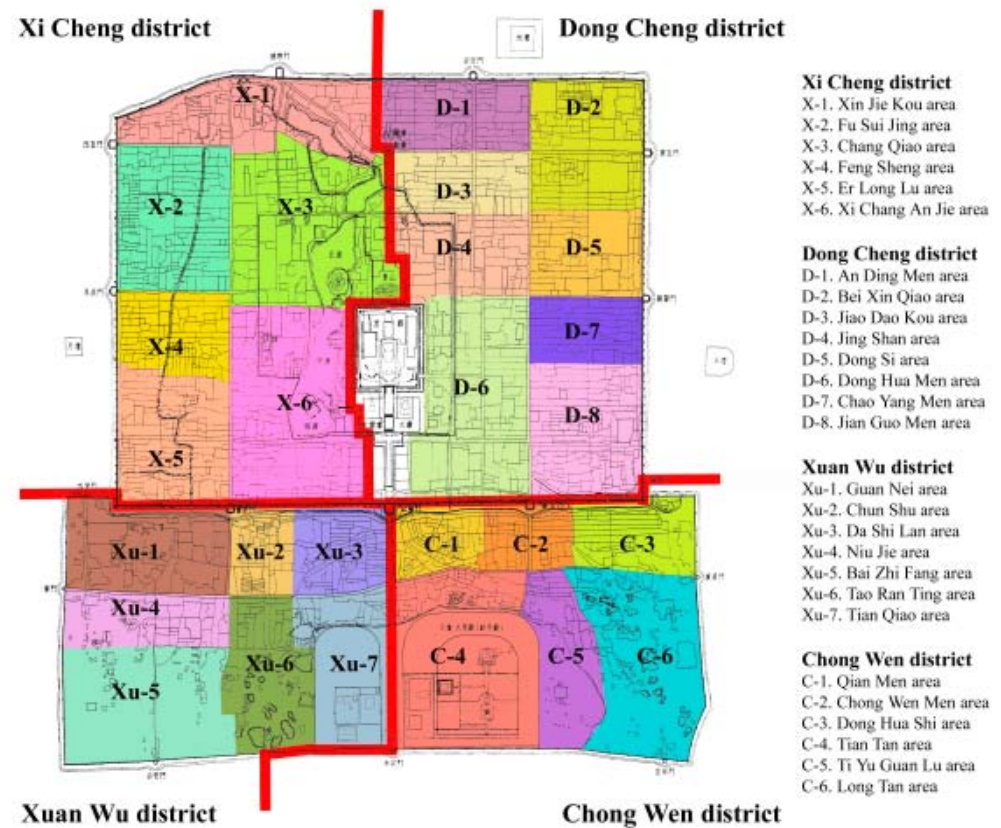 Xi Cheng district
Dong Cheng district
X-1
D-1
D-2
X-2
X-3
D-3
D-4
D-5
X-4
X-6
D-6
D-7
D-8
X-5
Xu-1
Xu-2
Xu-3
C-1
C-2
C-3
Xu-4
Xu-5
Xu-6
Xu-7
C-4
C-5
C-6
Xuan Wu district
Chong Wen district
Xi Cheng district
X-1. Xin Jie Kou area
X-2. Fu Sui Jing area
X-3. Chang Qiao area
X-4. Feng Sheng area
X-5. Er Long Lu area
X-6. Xi Chang An Jie area
Dong Cheng district
D-1. An Ding Men area
D-2. Bei Xin Qiao area
D-3. Jiao Dao Kou area
D-4. Jing Shan area
D-5. Dong Si area
D-6. Dong Hua Men area
D-7. Chao Yang Men area
D-8. Jian Guo Men area
Xuan Wu district
Xu-1. Guan Nei area
Xu-2. Chun Shu area
Xu-3. Da Shi Lan area
Xu-4. Niu Jie area
Xu-5. Bai Zhi Fang area
Xu-6. Tao Ran Ting area
Xu-7. Tian Qiao area
Chong Wen district
C-1. Qian Men area
C-2. Chong Wen Men area
C-3. Dong Hua Shi area
C-4. Tian Tan area
C-5. Ti Yu Guan Lu area
C-6. Long Tan area